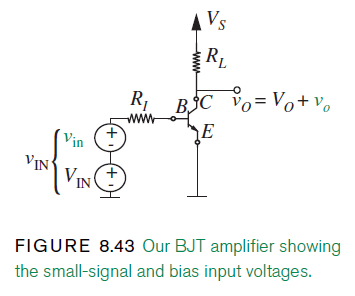 V_S
R_L
R_I
B
C
v_O = V_O + v_o
E
v_in
+
-
v_IN
V_IN
+
-
FIGURE 8.43 Our BJT amplifier showing
the small-signal and bias input voltages.